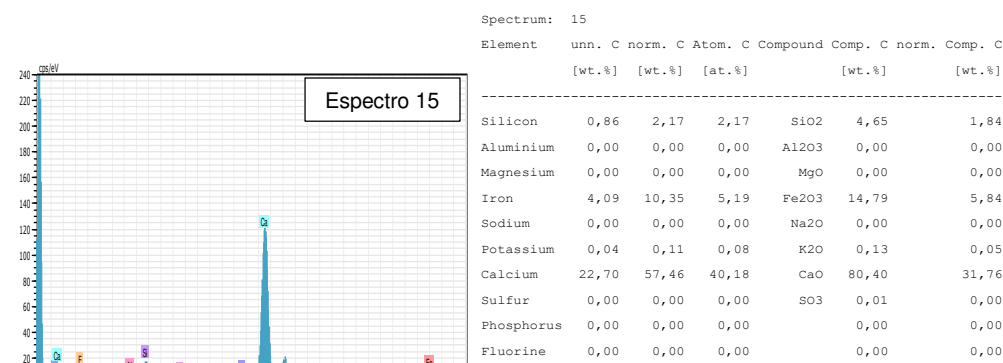 Spectrum: 15
Element unn. C norm. C Atom. C Compound Comp. C norm. Comp. C
[wt.%] [wt.%] [at.%] [wt.%] [wt.%]
--------------------------------------------------------------------
Silicon 0,86 2,17 2,17 SiO2 4,65 1,84
Aluminium 0,00 0,00 0,00 Al2O3 0,00 0,00
Magnesium 0,00 0,00 0,00 MgO 0,00 0,00
Iron 4,09 10,35 5,19 Fe2O3 14,79 5,84
Sodium 0,00 0,00 0,00 Na2O 0,00 0,00
Potassium 0,04 0,11 0,08 K2O 0,13 0,05
Calcium 22,70 57,46 40,18 CaO 80,40 31,76
Sulfur 0,00 0,00 0,00 SO3 0,01 0,00
Phosphorus 0,00 0,00 0,00 0,00 0,00
Fluorine 0,00 0,00 0,00 0,00 0,00
cps/eV
Espectro 15
240
220
200
180
160
140
120
100
80
60
40
20
Ca
Ca
F
Si